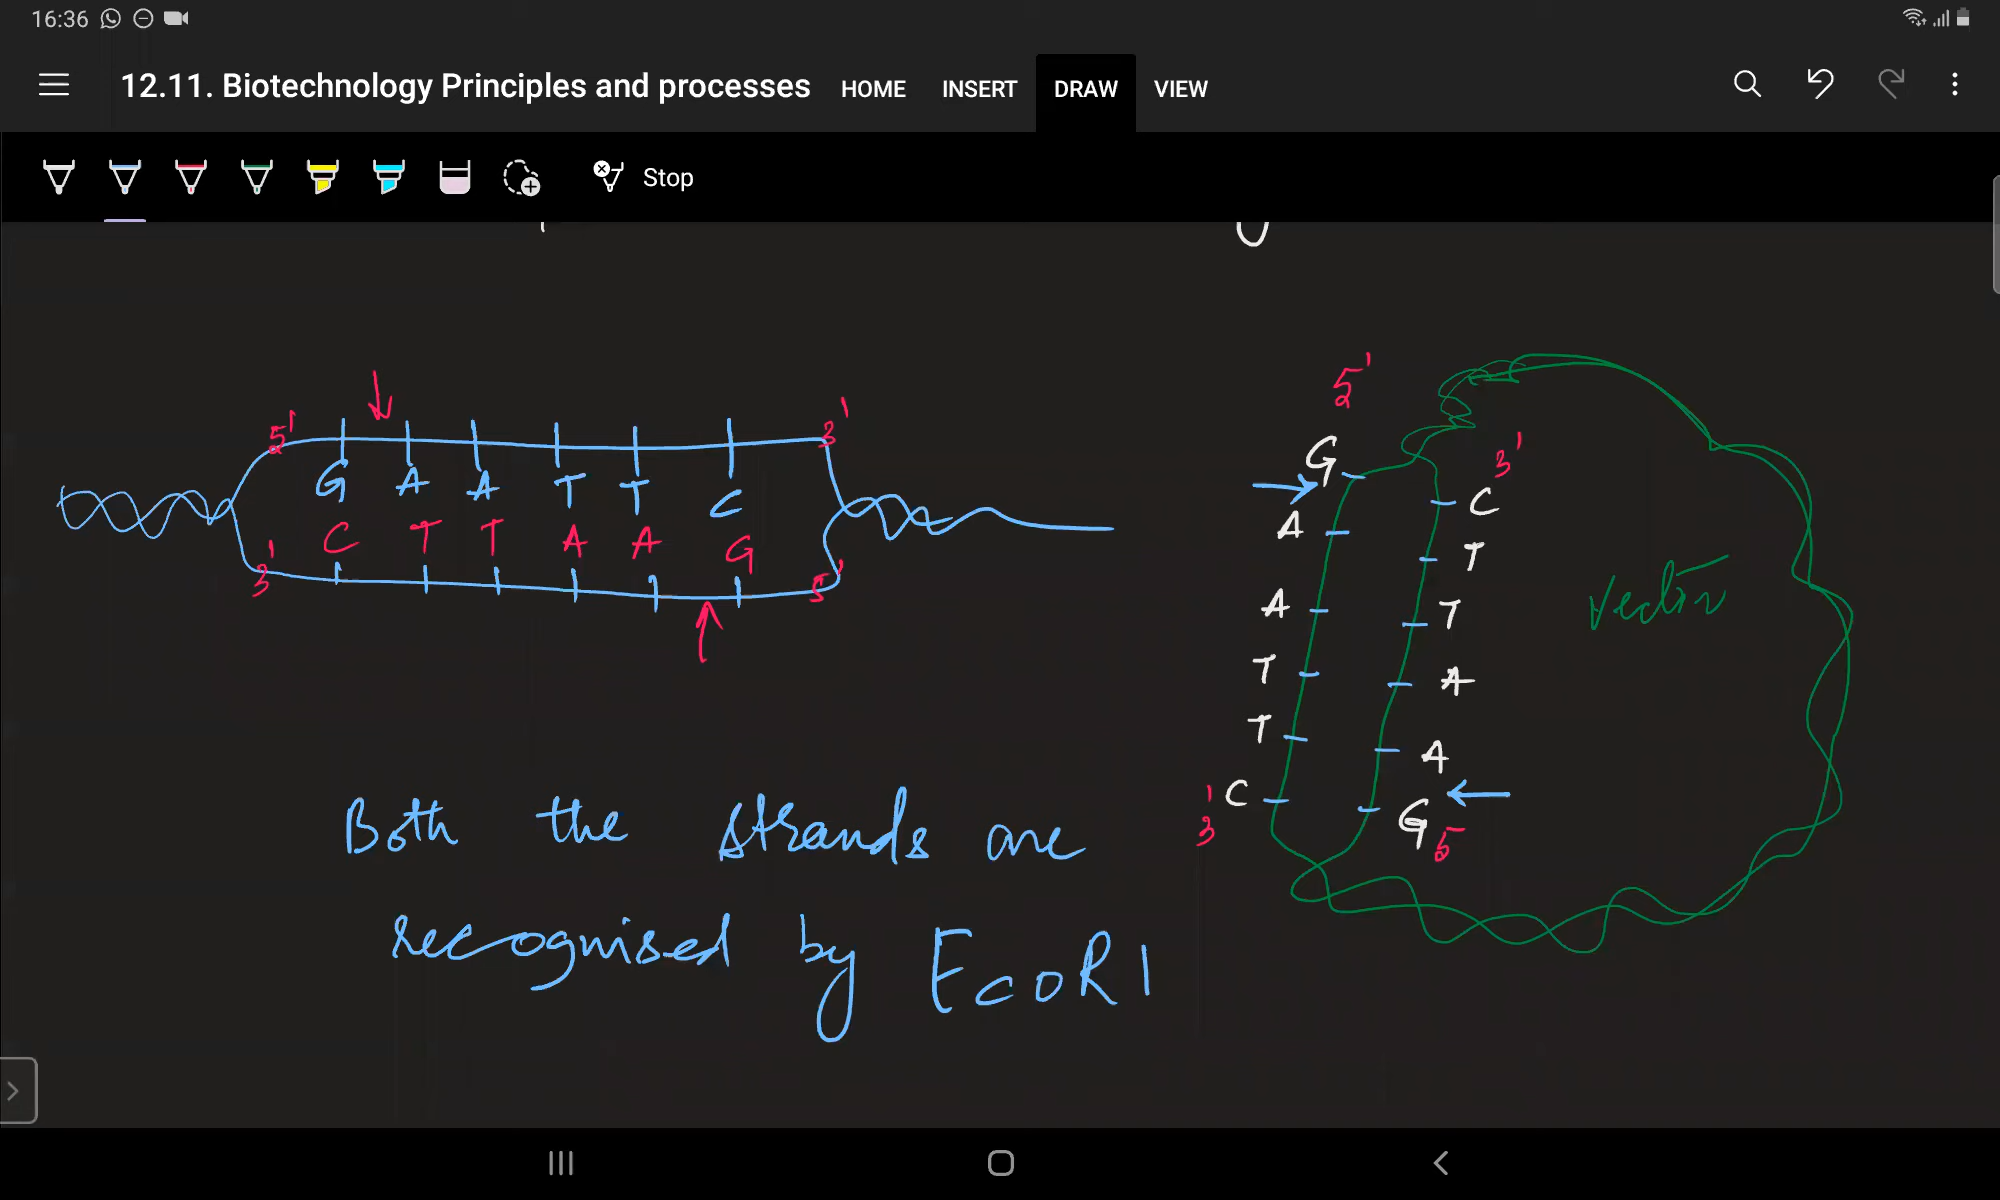 16:36
12.11. Biotechnology Principles and processes HOME INSERT DRAW VIEW
Stop
5' G A A T T C 3'
3' C T T A A G 5'
5'
G 3'
C
A T
A T
T A
T A
3' C G 5
Vector
Both the strands are
recognised by EcoR1